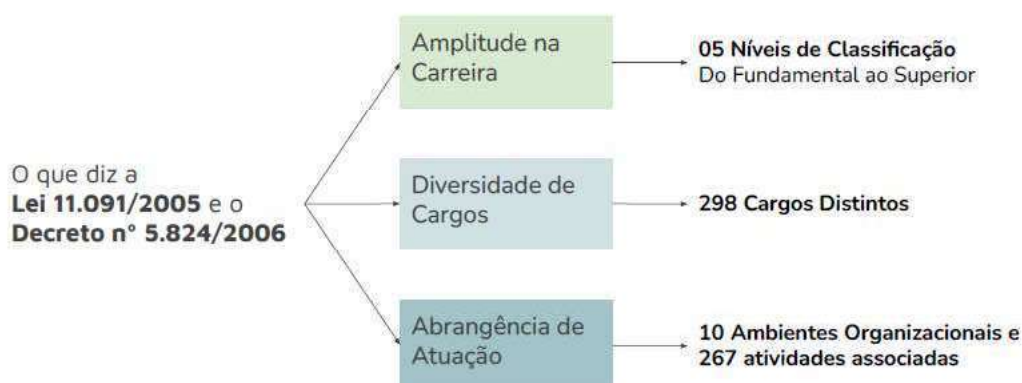 O que diz a
Lei 11.091/2005 e o
Decreto n° 5.824/2006
Amplitude na
Carreira
05 Níveis de Classificação
Do Fundamental ao Superior
Diversidade de
Cargos
298 Cargos Distintos
Abrangência de
Atuação
10 Ambientes Organizacionais e
267 atividades associadas